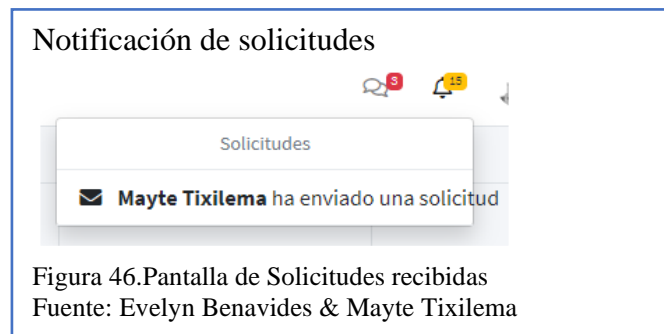 Notificación de solicitudes
3 15
Solicitudes
Mayte Tixilema ha enviado una solicitud
Figura 46.Pantalla de Solicitudes recibidas
Fuente: Evelyn Benavides & Mayte Tixilema